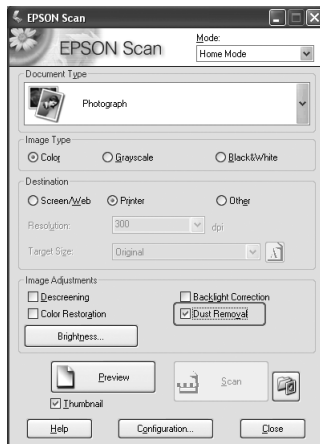 EPSON Scan
EPSON Scan
Mode:
Home Mode
Document Type
Photograph
Image Type
Color Grayscale Black&White
Destination
Screen/Web Printer Other
Resolution: 300 dpi
Target Size: Original
Image Adjustments
Descreening Backlight Correction
Color Restoration Dust Removal
Brightness...
Preview Scan
Thumbnail
Help Configuration... Close